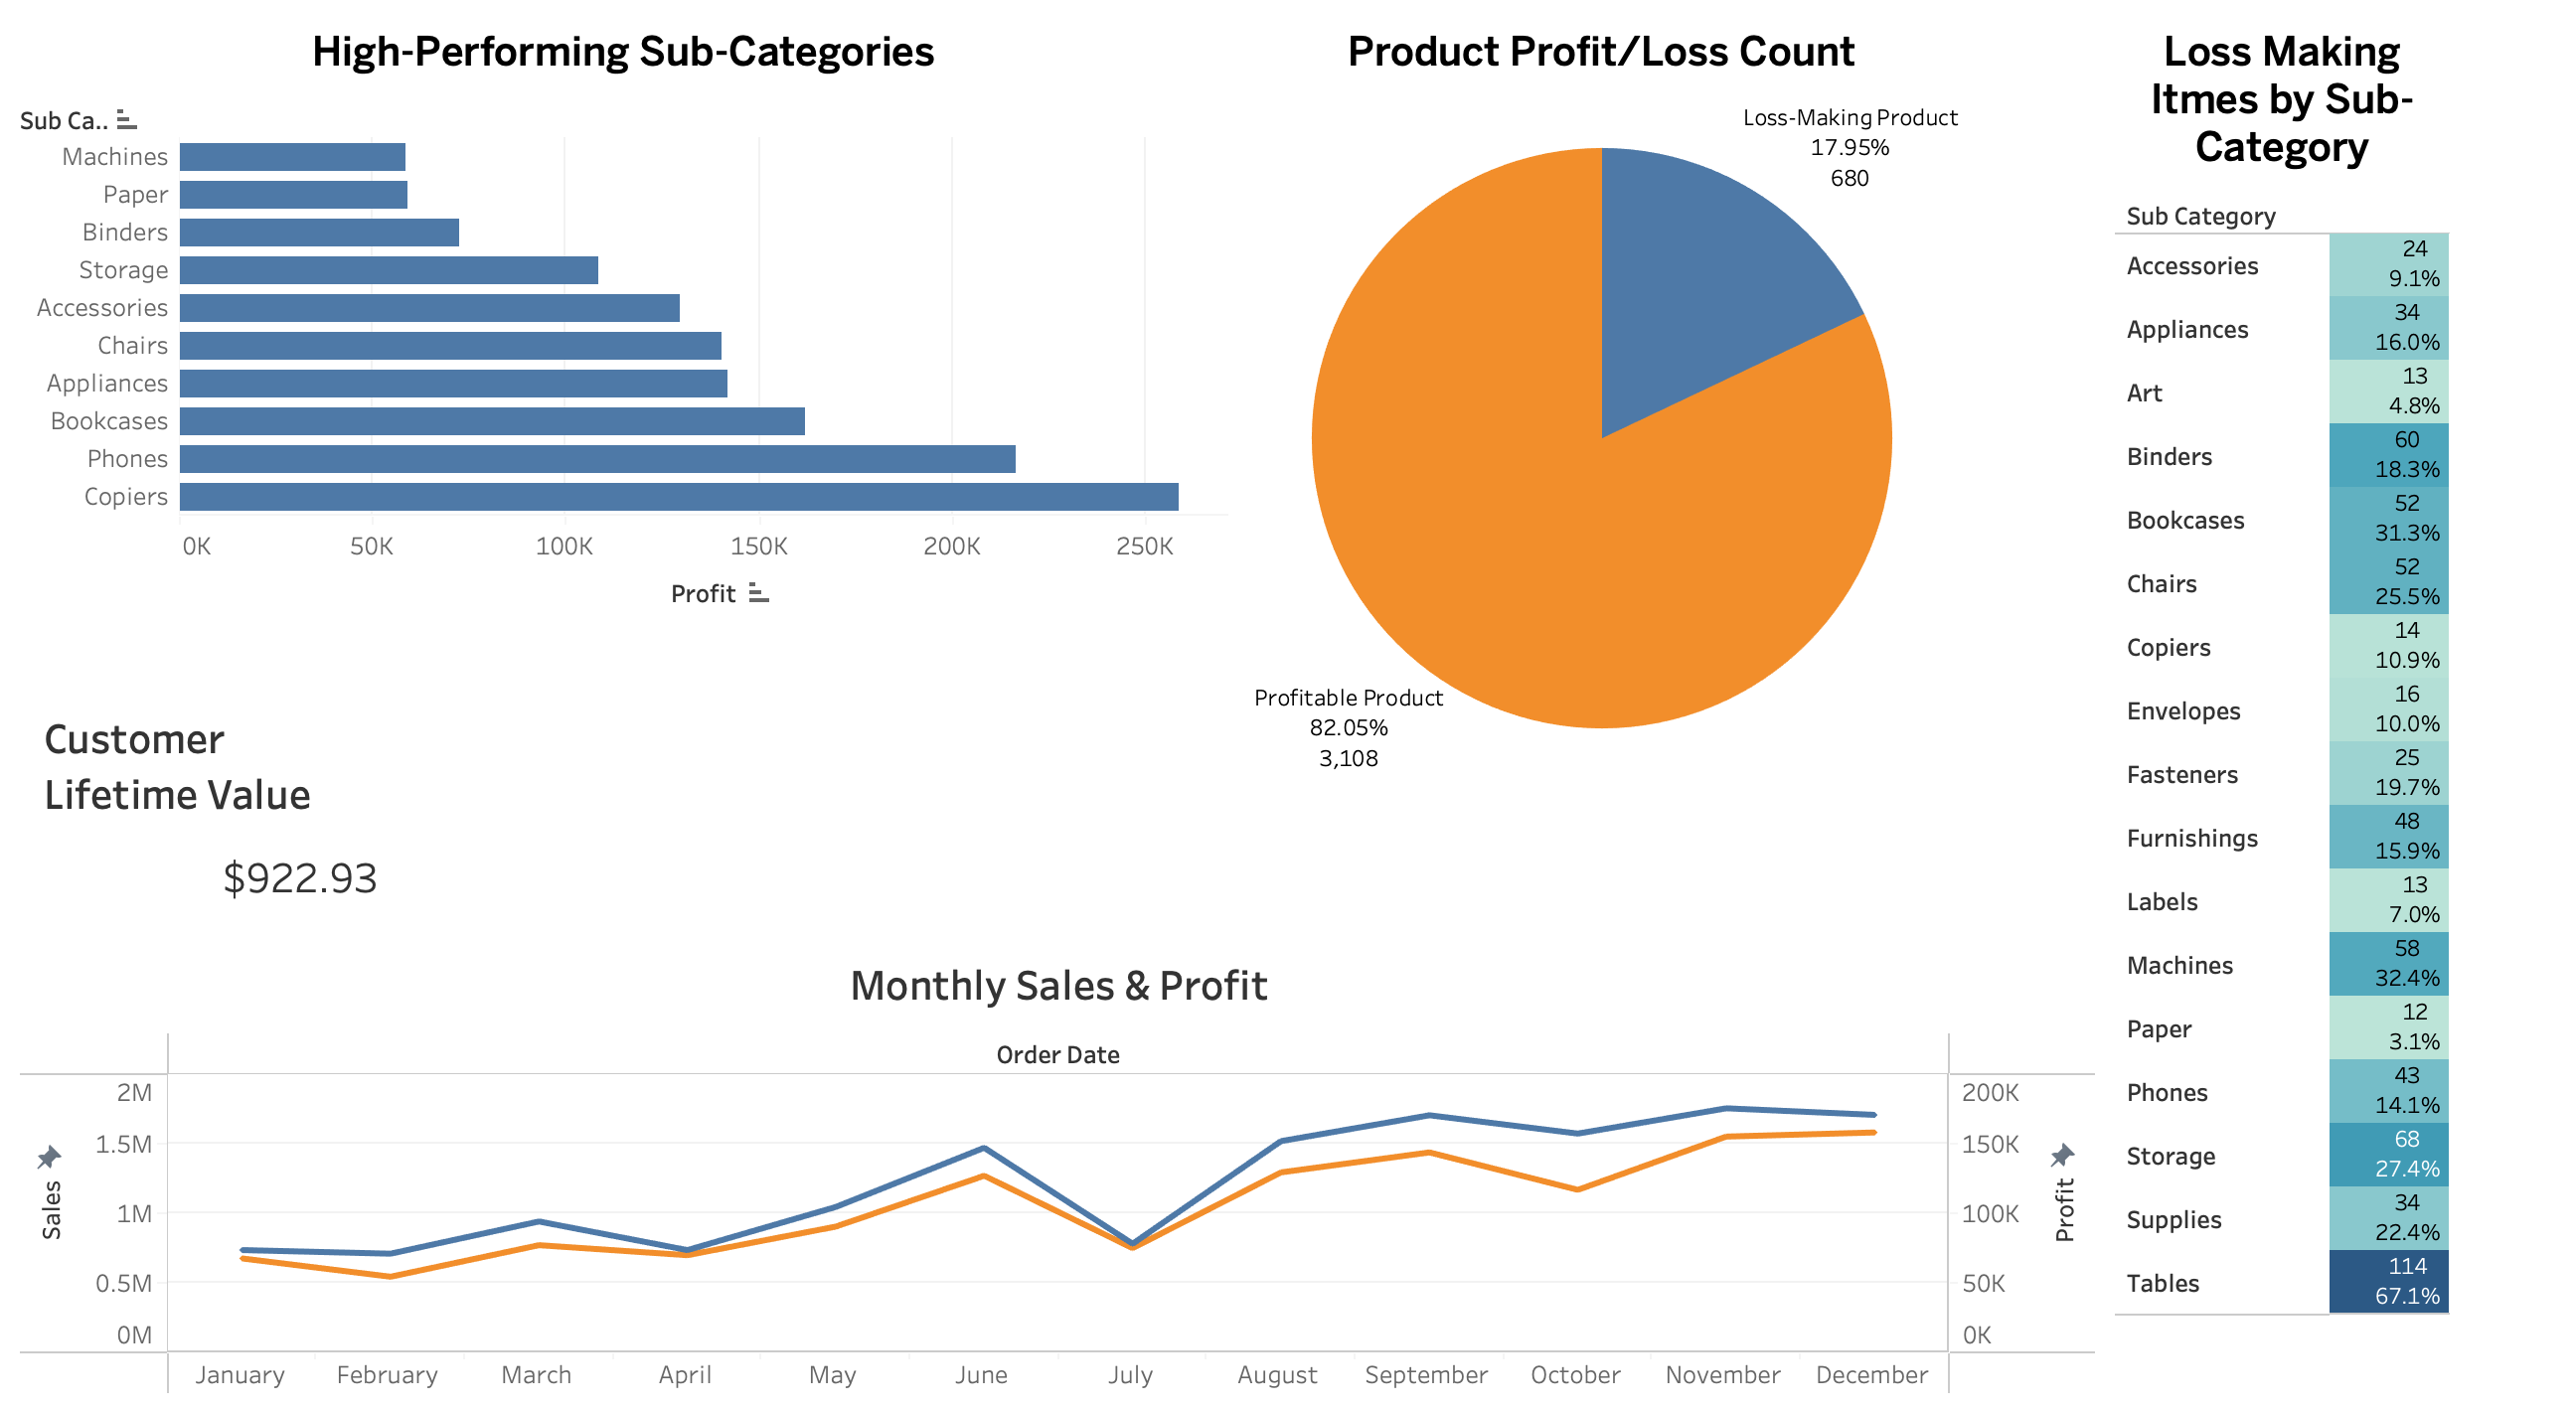 High-Performing Sub-Categories
Sub Ca..
Machines
Paper
Binders
Storage
Accessories
Chairs
Appliances
Bookcases
Phones
Copiers
0K 50K 100K 150K 200K 250K
Profit
Product Profit/Loss Count
Loss-Making Product
17.95%
680
Profitable Product
82.05%
3,108
Customer
Lifetime Value
$922.93
Monthly Sales & Profit
Order Date
Sales
2M
1.5M
1M
0.5M
0M
200K
150K
100K
50K
0K
Profit
January February March April May June July August September October November December
Loss Making
Itmes by Sub-
Category
Sub Category
Accessories
24
9.1%
Appliances
34
16.0%
Art
13
4.8%
Binders
60
18.3%
Bookcases
52
31.3%
Chairs
52
25.5%
Copiers
14
10.9%
Envelopes
16
10.0%
Fasteners
25
19.7%
Furnishings
48
15.9%
Labels
13
7.0%
Machines
58
32.4%
Paper
12
3.1%
Phones
43
14.1%
Storage
68
27.4%
Supplies
34
22.4%
Tables
114
67.1%